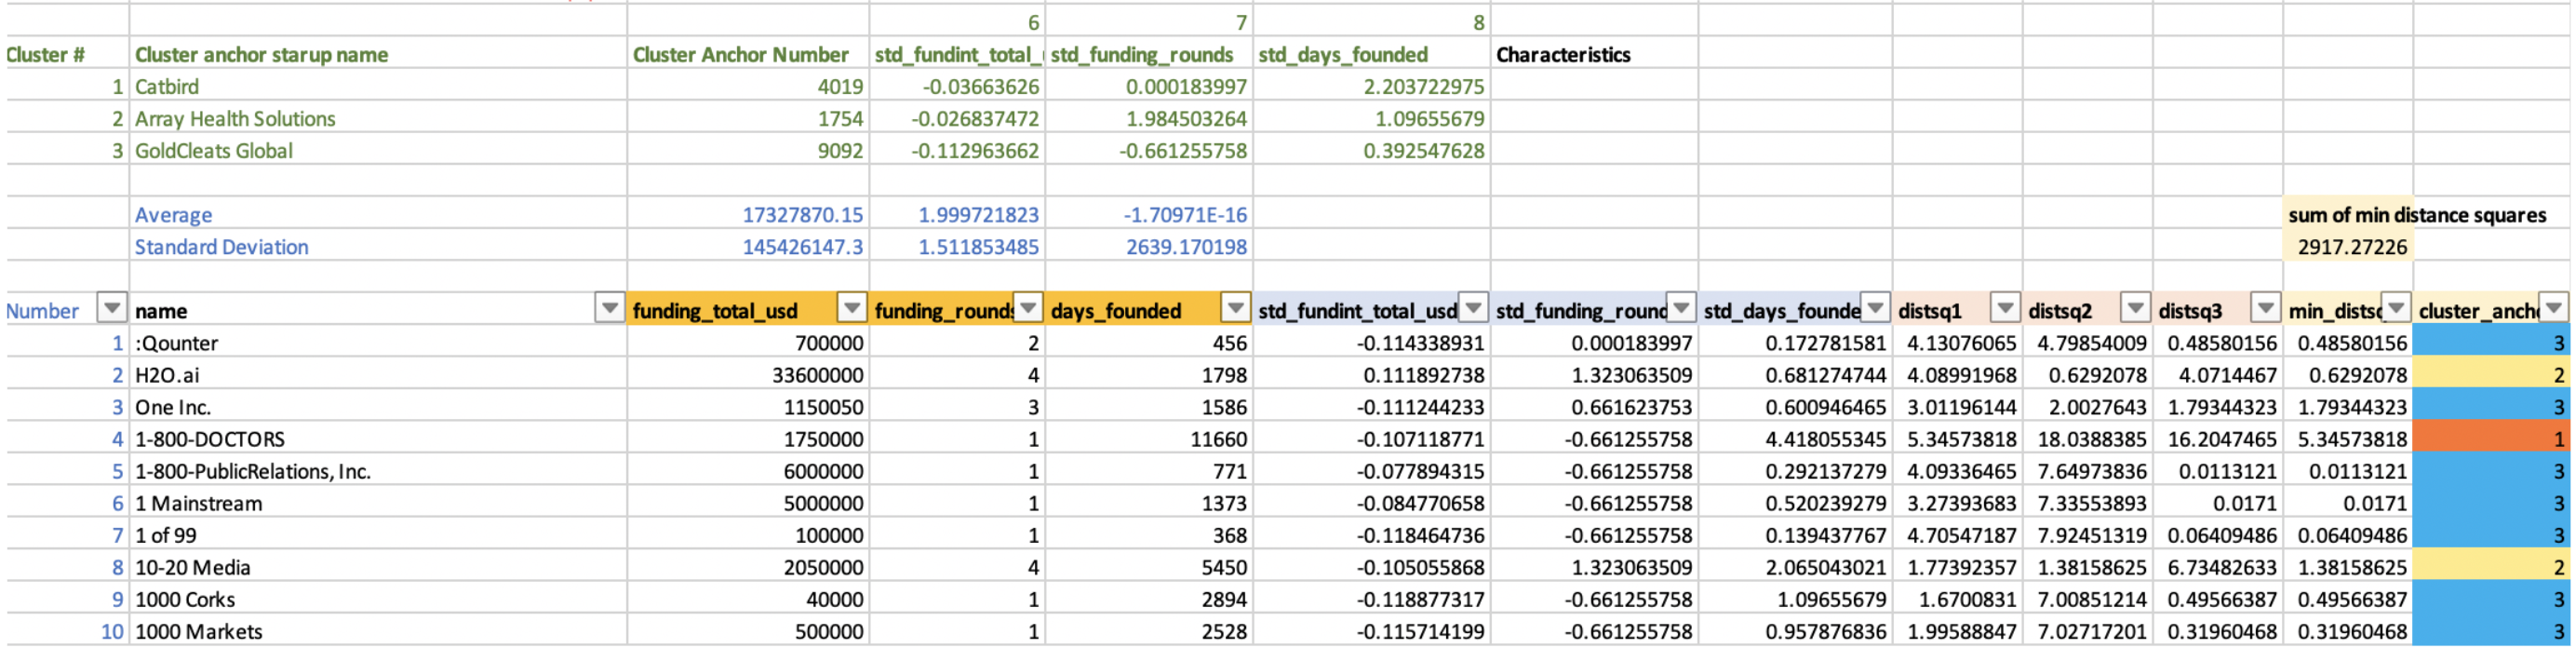 6 7 8
Cluster # Cluster anchor starup name Cluster Anchor Number std_fundint_total_ std_funding_rounds std_days_founded Characteristics
1 Catbird 4019 -0.03663626 0.000183997 2.203722975
2 Array Health Solutions 1754 -0.026837472 1.984503264 1.09655679
3 GoldCleats Global 9092 -0.112963662 -0.661255758 0.392547628
Average 17327870.15 1.999721823 -1.70971E-16 sum of min distance squares
Standard Deviation 145426147.3 1.511853485 2639.170198 2917.27226
Number name funding_total_usd funding_rounds days_founded std_fundint_total_usd std_funding_round std_days_founde distsq1 distsq2 distsq3 min_distsq cluster_ancho
1 :Qounter 700000 2 456 -0.114338931 0.000183997 0.172781581 4.13076065 4.79854009 0.48580156 0.48580156 3
2 H2O.ai 33600000 4 1798 0.111892738 1.323063509 0.681274744 4.08991968 0.6292078 4.0714467 0.6292078 2
3 One Inc. 1150050 3 1586 -0.111244233 0.661623753 0.600946465 3.01196144 2.0027643 1.79344323 1.79344323 3
4 1-800-DOCTORS 1750000 1 11660 -0.107118771 -0.661255758 4.418055345 5.34573818 18.0388385 16.2047465 5.34573818 1
5 1-800-PublicRelations, Inc. 6000000 1 771 -0.077894315 -0.661255758 0.292137279 4.09336465 7.64973836 0.0113121 0.0113121 3
6 1 Mainstream 5000000 1 1373 -0.084770658 -0.661255758 0.520239279 3.27393683 7.33553893 0.0171 0.0171 3
7 1 of 99 100000 1 368 -0.118464736 -0.661255758 0.139437767 4.70547187 7.92451319 0.06409486 0.06409486 3
8 10-20 Media 2050000 4 5450 -0.105055868 1.323063509 2.065043021 1.77392357 1.38158625 6.73482633 1.38158625 2
9 1000 Corks 40000 1 2894 -0.118877317 -0.661255758 1.09655679 1.6700831 7.00851214 0.49566387 0.49566387 3
10 1000 Markets 500000 1 2528 -0.115714199 -0.661255758 0.957876836 1.99588847 7.02717201 0.31960468 0.31960468 3